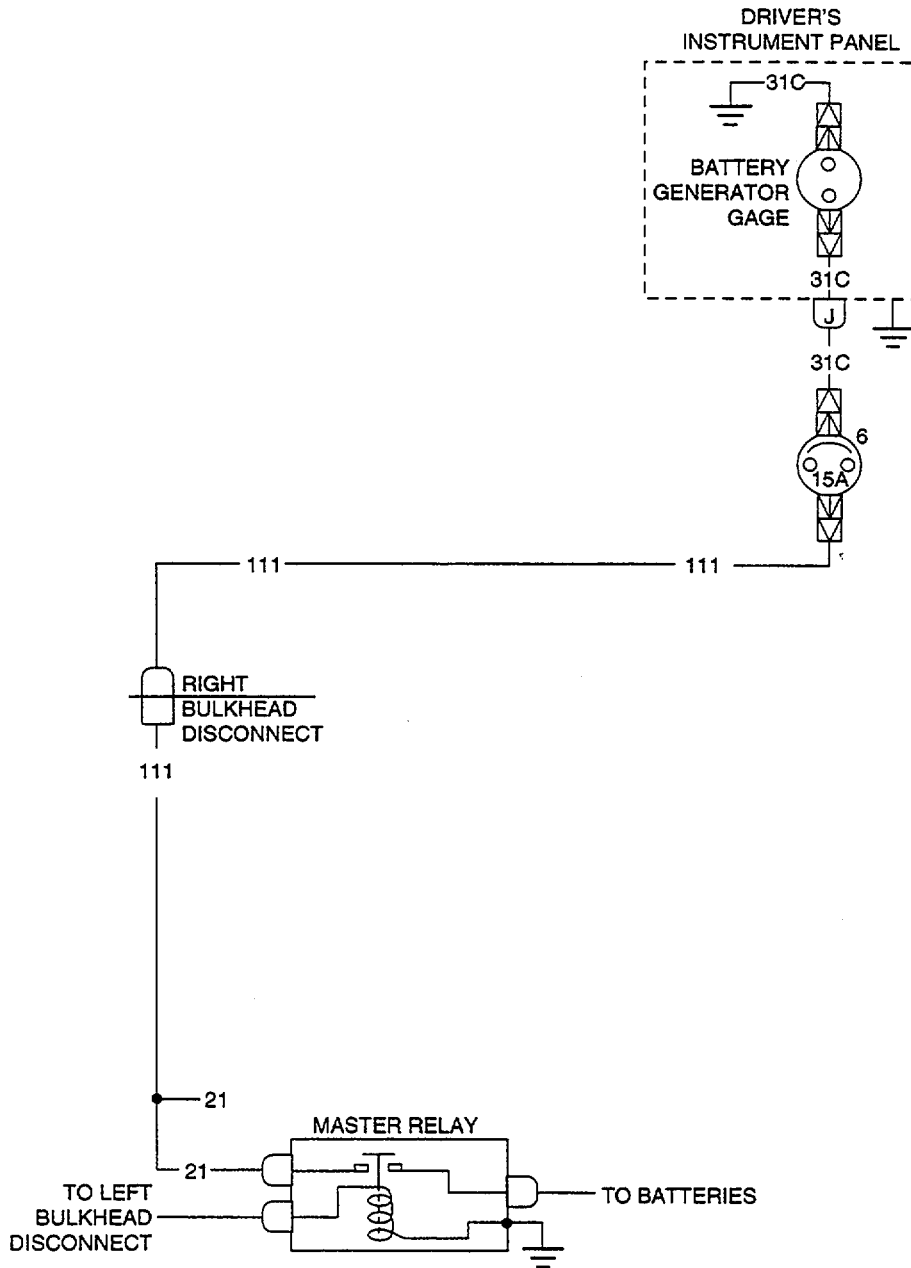 DRIVER'S
INSTRUMENT PANEL
31C
BATTERY
GENERATOR
GAGE
31C
J
31C
6
15A
111
111
RIGHT
BULKHEAD
DISCONNECT
111
21
MASTER RELAY
21
TO LEFT
BULKHEAD
DISCONNECT
TO BATTERIES